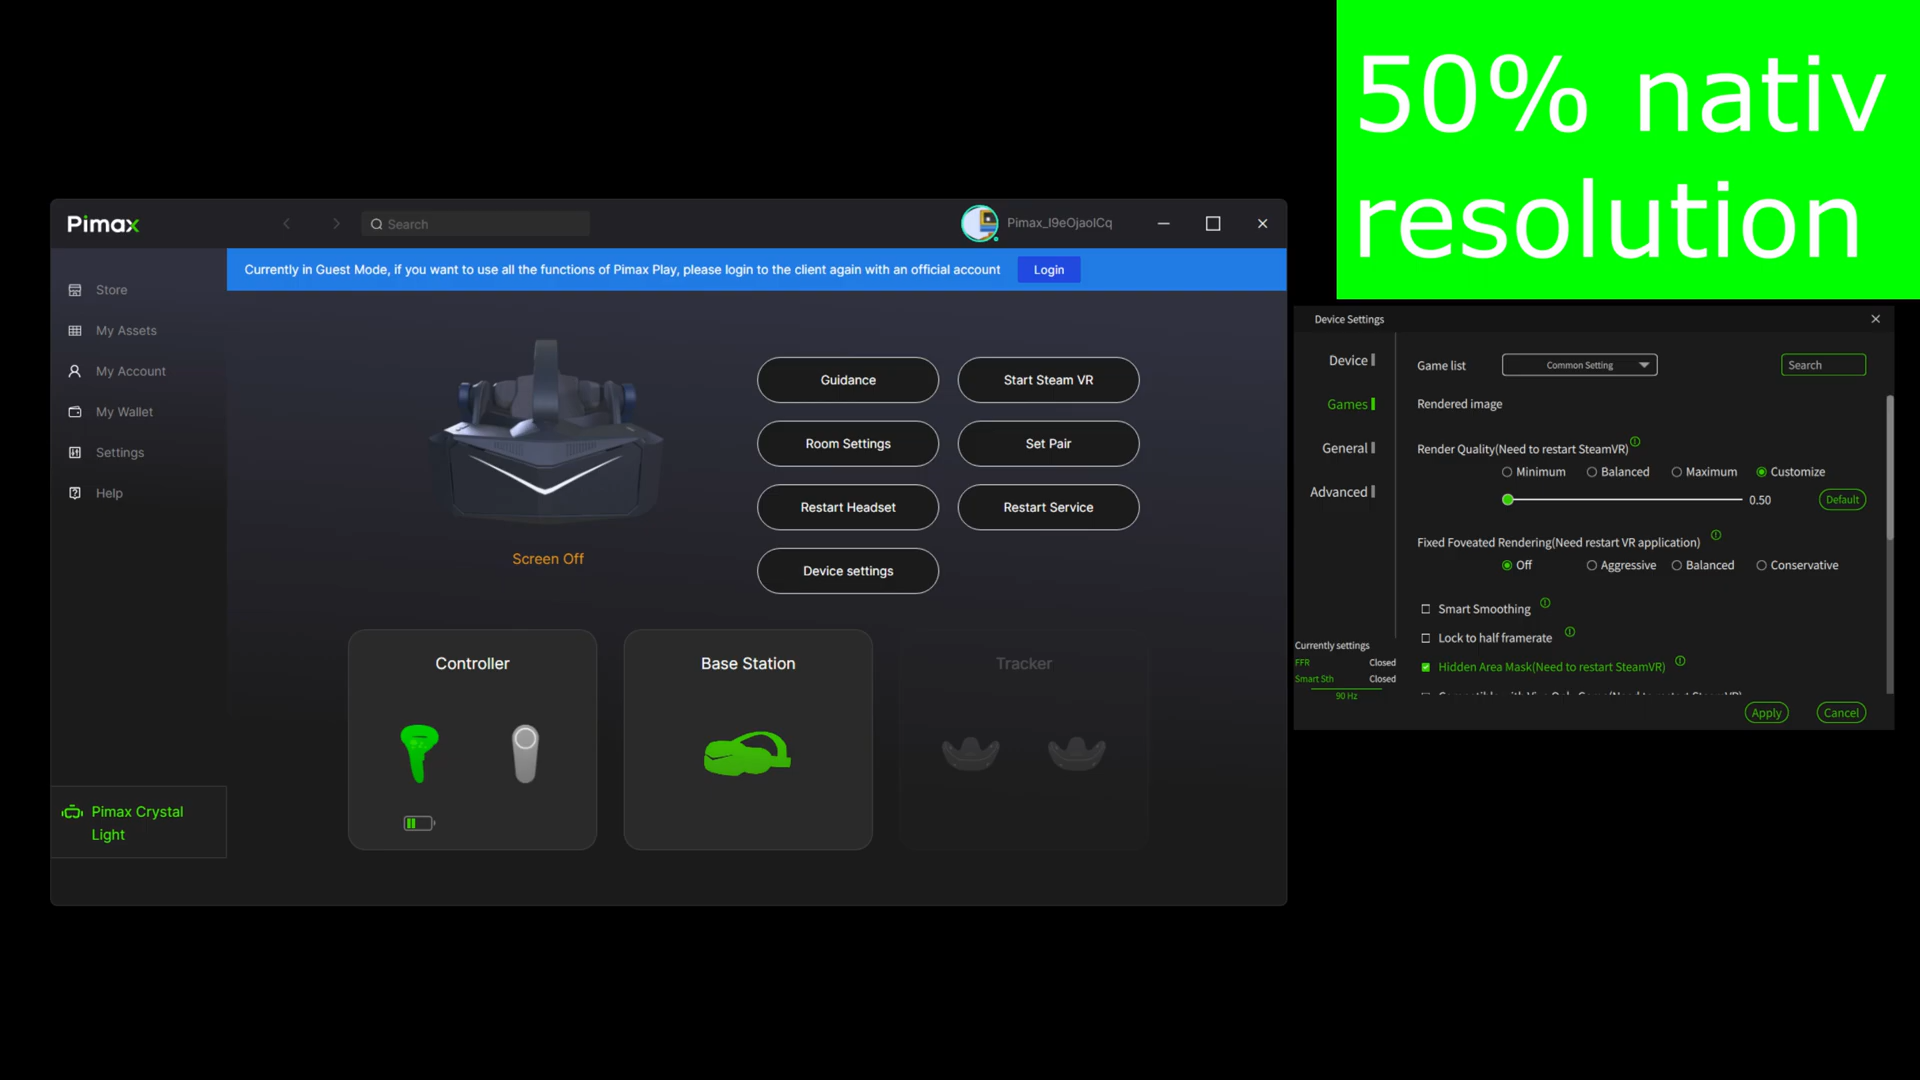 50% nativ
resolution
Pimax
Search
Pimax_I9eOjaoICq
Currently in Guest Mode, if you want to use all the functions of Pimax Play, please login to the client again with an official account
Login
Store
My Assets
My Account
My Wallet
Settings
Help
Pimax Crystal
Light
Screen Off
Guidance
Start Steam VR
Room Settings
Set Pair
Restart Headset
Restart Service
Device settings
Controller
Base Station
Tracker
Device Settings
Device
Games
General
Advanced
Currently settings
FFR Closed
Smart Sth Closed
90 Hz
Game list
Common Setting
Search
Rendered image
Render Quality(Need to restart SteamVR)
Minimum Balanced Maximum Customize
0.50
Default
Fixed Foveated Rendering(Need restart VR application)
Off Aggressive Balanced Conservative
Smart Smoothing
Lock to half framerate
Hidden Area Mask(Need to restart SteamVR)
Apply
Cancel